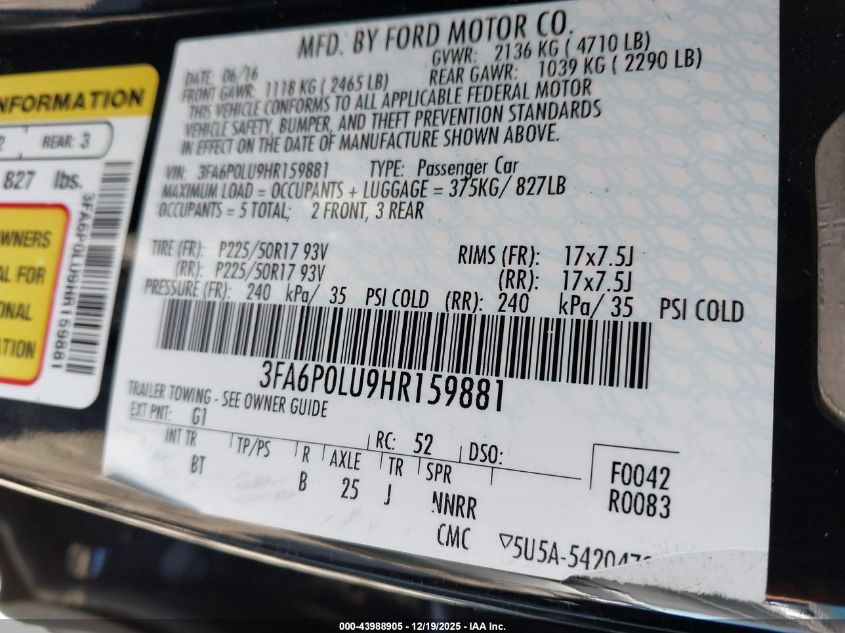 MFD. BY FORD MOTOR CO.
DATE: 06/16 GVWR: 2136 KG ( 4710 LB)
FRONT GAWR: 1118 KG ( 2465 LB) REAR GAWR: 1039 KG ( 2290 LB)
THIS VEHICLE CONFORMS TO ALL APPLICABLE FEDERAL MOTOR
VEHICLE SAFETY, BUMPER, AND THEFT PREVENTION STANDARDS
IN EFFECT ON THE DATE OF MANUFACTURE SHOWN ABOVE.
VIN: 3FA6P0LU9HR159881 TYPE: Passenger Car
MAXIMUM LOAD = OCCUPANTS + LUGGAGE = 375KG/ 827LB
OCCUPANTS = 5 TOTAL; 2 FRONT, 3 REAR
TIRE (FR): P225/50R17 93V RIMS (FR): 17x7.5J
(RR): P225/50R17 93V (RR): 17x7.5J
PRESSURE (FR): 240 kPa/ 35 PSI COLD (RR): 240 kPa/ 35 PSI COLD
3FA6P0LU9HR159881
TRAILER TOWING - SEE OWNER GUIDE
EXT PNT: G1 RC: 52 DSO:
INT TR TP/PS R AXLE TR SPR F0042
BT B 25 J NNRR R0083
CMC 5U5A-542047
INFORMATION
2 REAR: 3
827 lbs.
OWNERS
AL FOR
ONAL
ATION
3FA6P0LU9HR159881
000-43988905 - 12/19/2025 - IAA Inc.